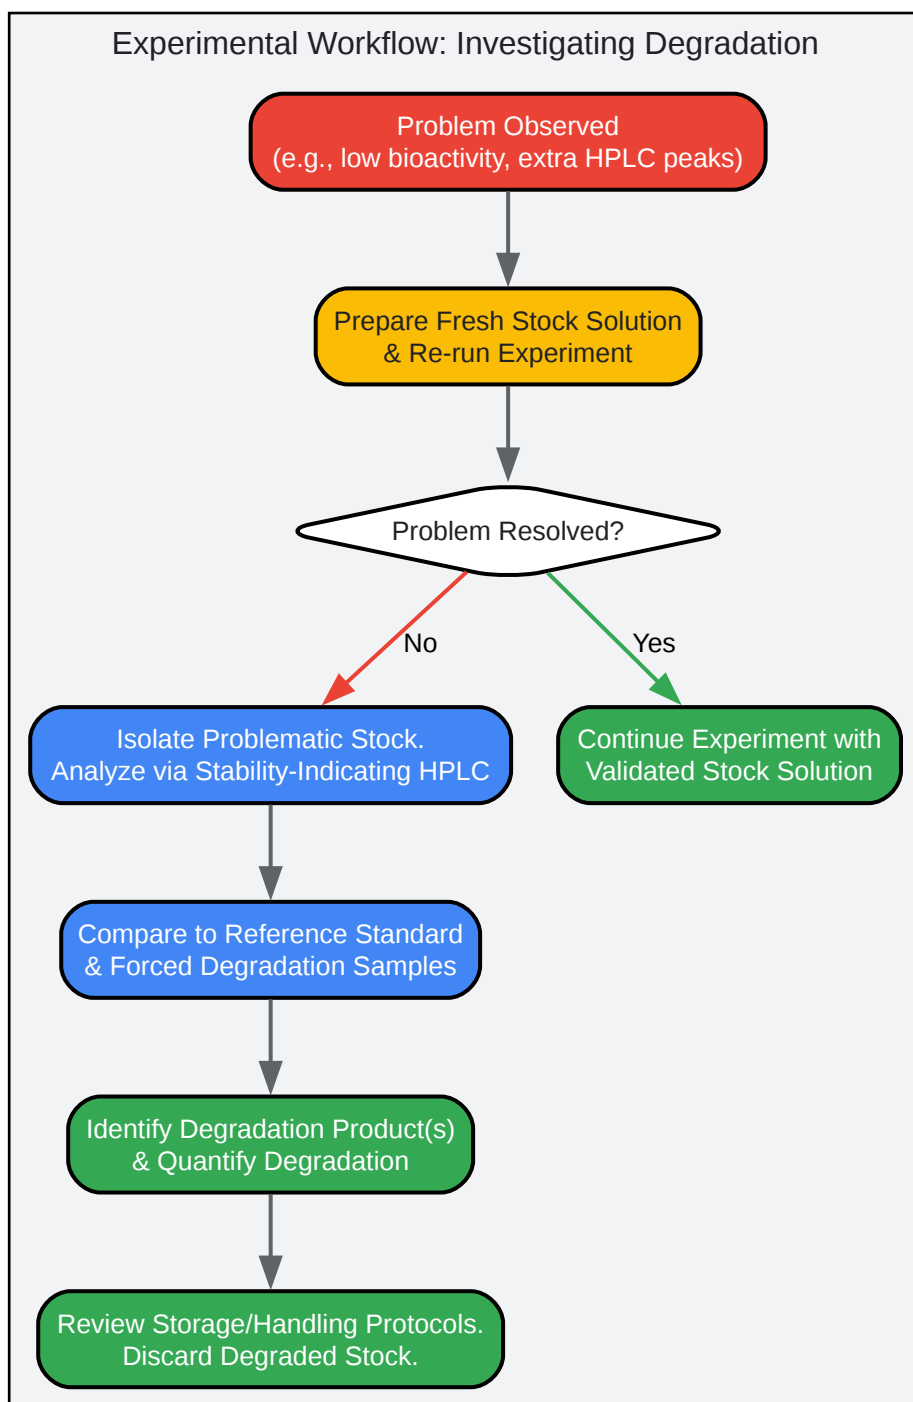 Experimental Workflow: Investigating Degradation
Problem Observed
(e.g., low bioactivity, extra HPLC peaks)
Prepare Fresh Stock Solution
& Re-run Experiment
Problem Resolved?
No
Yes
Isolate Problematic Stock.
Analyze via Stability-Indicating HPLC
Continue Experiment with
Validated Stock Solution
Compare to Reference Standard
& Forced Degradation Samples
Identify Degradation Product(s)
& Quantify Degradation
Review Storage/Handling Protocols.
Discard Degraded Stock.